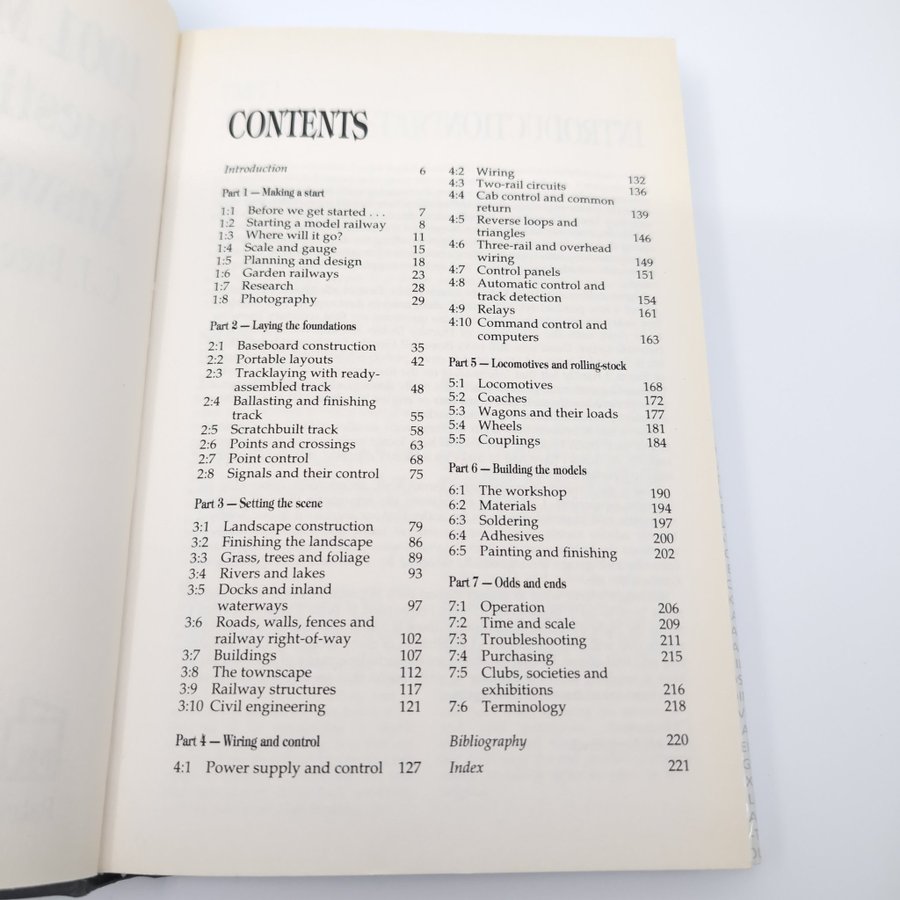 CONTENTS
Introduction 6
Part 1 — Making a start
1:1 Before we get started . . . 7
1:2 Starting a model railway 8
1:3 Where will it go? 11
1:4 Scale and gauge 15
1:5 Planning and design 18
1:6 Garden railways 23
1:7 Research 28
1:8 Photography 29
Part 2 — Laying the foundations
2:1 Baseboard construction 35
2:2 Portable layouts 42
2:3 Tracklaying with ready-
assembled track 48
2:4 Ballasting and finishing
track 55
2:5 Scratchbuilt track 58
2:6 Points and crossings 63
2:7 Point control 68
2:8 Signals and their control 75
Part 3 — Setting the scene
3:1 Landscape construction 79
3:2 Finishing the landscape 86
3:3 Grass, trees and foliage 89
3:4 Rivers and lakes 93
3:5 Docks and inland
waterways 97
3:6 Roads, walls, fences and
railway right-of-way 102
3:7 Buildings 107
3:8 The townscape 112
3:9 Railway structures 117
3:10 Civil engineering 121
Part 4 — Wiring and control
4:1 Power supply and control 127
4:2 Wiring 132
4:3 Two-rail circuits 136
4:4 Cab control and common
return 139
4:5 Reverse loops and
triangles 146
4:6 Three-rail and overhead
wiring 149
4:7 Control panels 151
4:8 Automatic control and
track detection 154
4:9 Relays 161
4:10 Command control and
computers 163
Part 5 — Locomotives and rolling-stock
5:1 Locomotives 168
5:2 Coaches 172
5:3 Wagons and their loads 177
5:4 Wheels 181
5:5 Couplings 184
Part 6 — Building the models
6:1 The workshop 190
6:2 Materials 194
6:3 Soldering 197
6:4 Adhesives 200
6:5 Painting and finishing 202
Part 7 — Odds and ends
7:1 Operation 206
7:2 Time and scale 209
7:3 Troubleshooting 211
7:4 Purchasing 215
7:5 Clubs, societies and
exhibitions 216
7:6 Terminology 218
Bibliography 220
Index 221